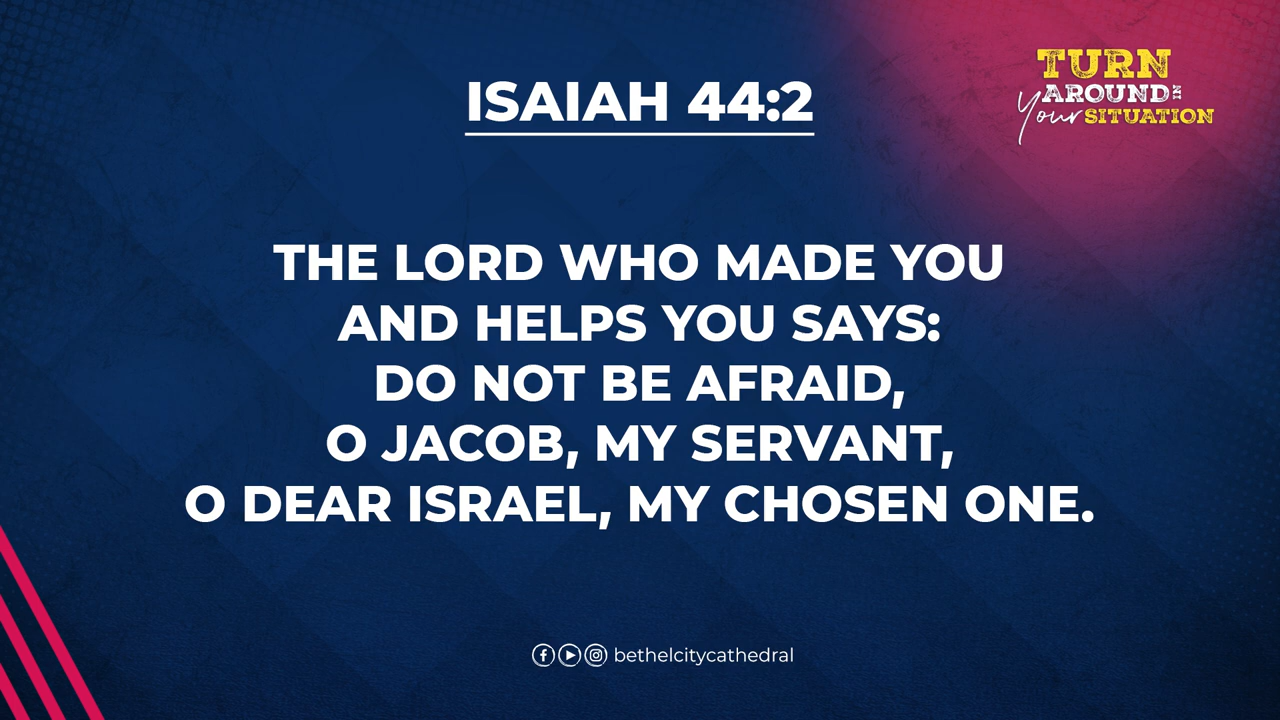 ISAIAH 44:2
TURN
AROUND IN
Your SITUATION
THE LORD WHO MADE YOU
AND HELPS YOU SAYS:
DO NOT BE AFRAID,
O JACOB, MY SERVANT,
O DEAR ISRAEL, MY CHOSEN ONE.
bethelcitycathedral